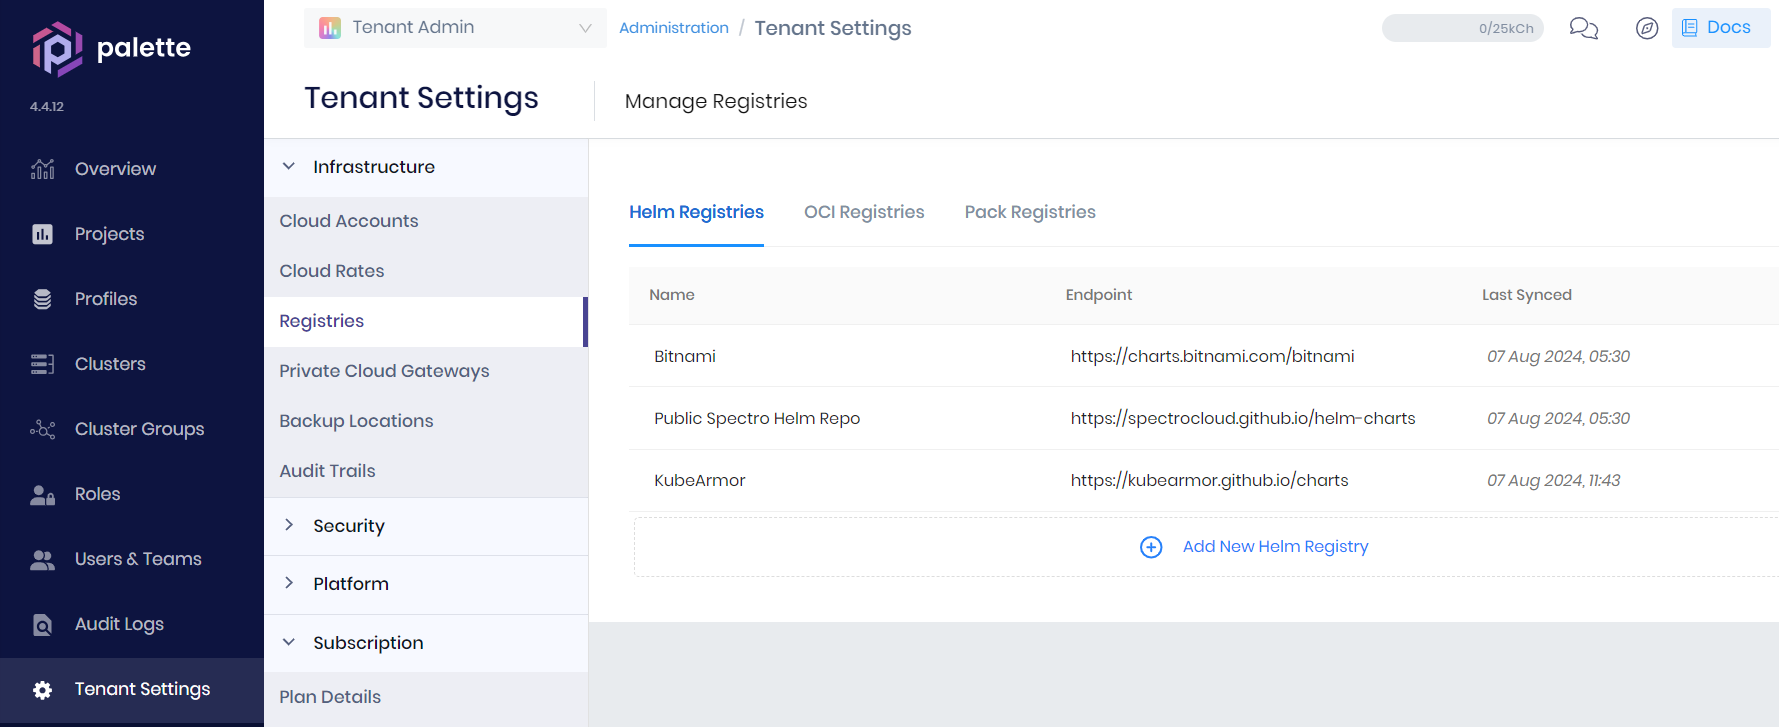 palette
4.4.12
Overview
Projects
Profiles
Clusters
Cluster Groups
Roles
Users & Teams
Audit Logs
Tenant Settings
Tenant Admin
Administration / Tenant Settings
0/25kCh
Docs
Tenant Settings
Manage Registries
Infrastructure
Cloud Accounts
Cloud Rates
Registries
Private Cloud Gateways
Backup Locations
Audit Trails
Security
Platform
Subscription
Plan Details
Helm Registries OCI Registries Pack Registries
Name Endpoint Last Synced
Bitnami https://charts.bitnami.com/bitnami 07 Aug 2024, 05:30
Public Spectro Helm Repo https://spectrocloud.github.io/helm-charts 07 Aug 2024, 05:30
KubeArmor https://kubearmor.github.io/charts 07 Aug 2024, 11:43
Add New Helm Registry